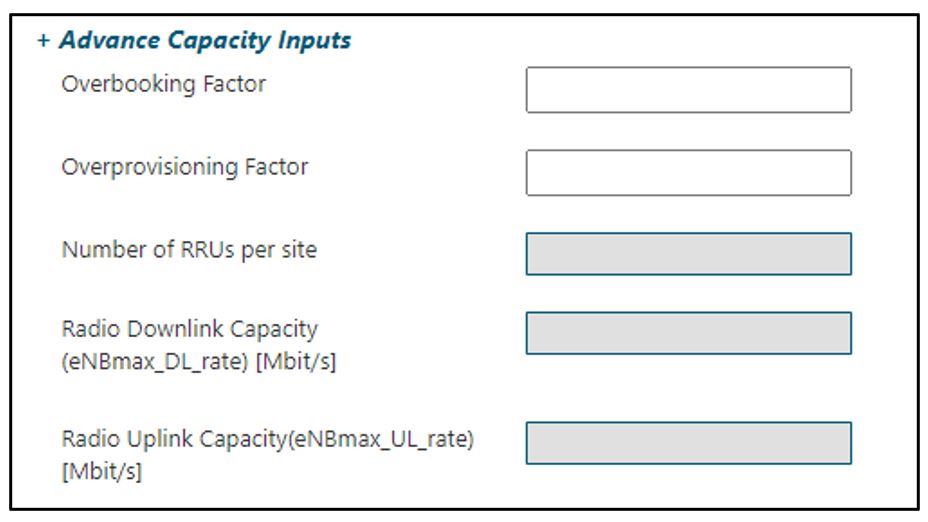 + Advance Capacity Inputs
Overbooking Factor
Overprovisioning Factor
Number of RRUs per site
Radio Downlink Capacity
(eNBmax_DL_rate) [Mbit/s]
Radio Uplink Capacity(eNBmax_UL_rate)
[Mbit/s]